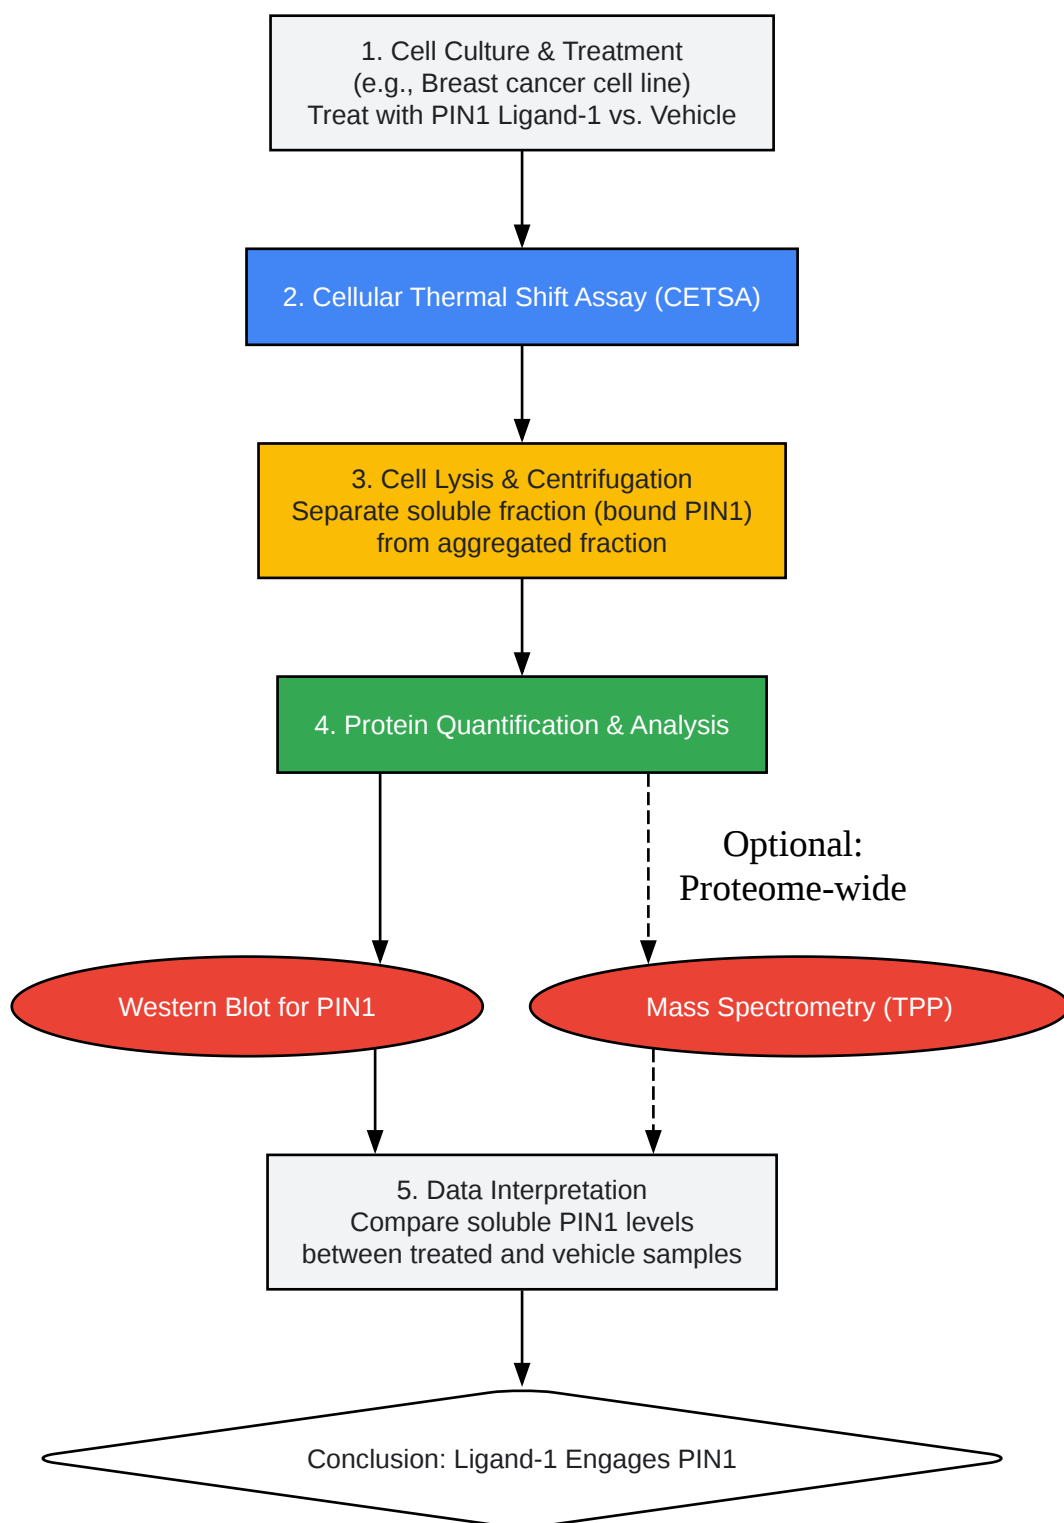 1. Cell Culture & Treatment
(e.g., Breast cancer cell line)
Treat with PIN1 Ligand-1 vs. Vehicle
2. Cellular Thermal Shift Assay (CETSA)
3. Cell Lysis & Centrifugation
Separate soluble fraction (bound PIN1)
from aggregated fraction
4. Protein Quantification & Analysis
Optional:
Proteome-wide
Western Blot for PIN1
Mass Spectrometry (TPP)
5. Data Interpretation
Compare soluble PIN1 levels
between treated and vehicle samples
Conclusion: Ligand-1 Engages PIN1